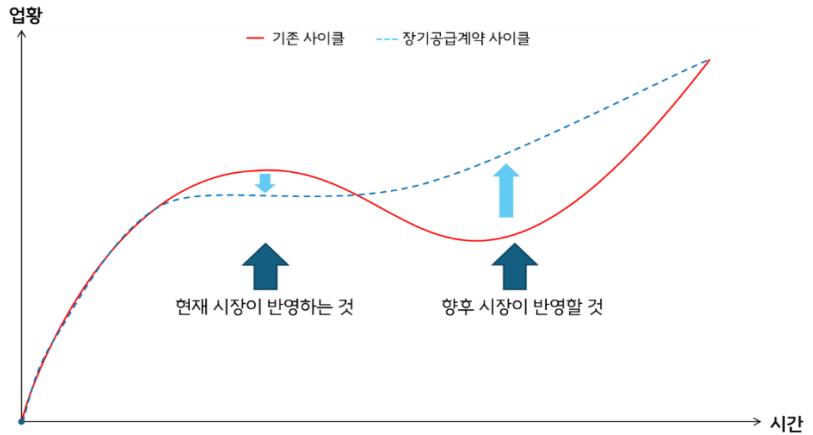 업황
기존 사이클
장기공급계약 사이클
현재 시장이 반영하는 것
향후 시장이 반영할 것
시간